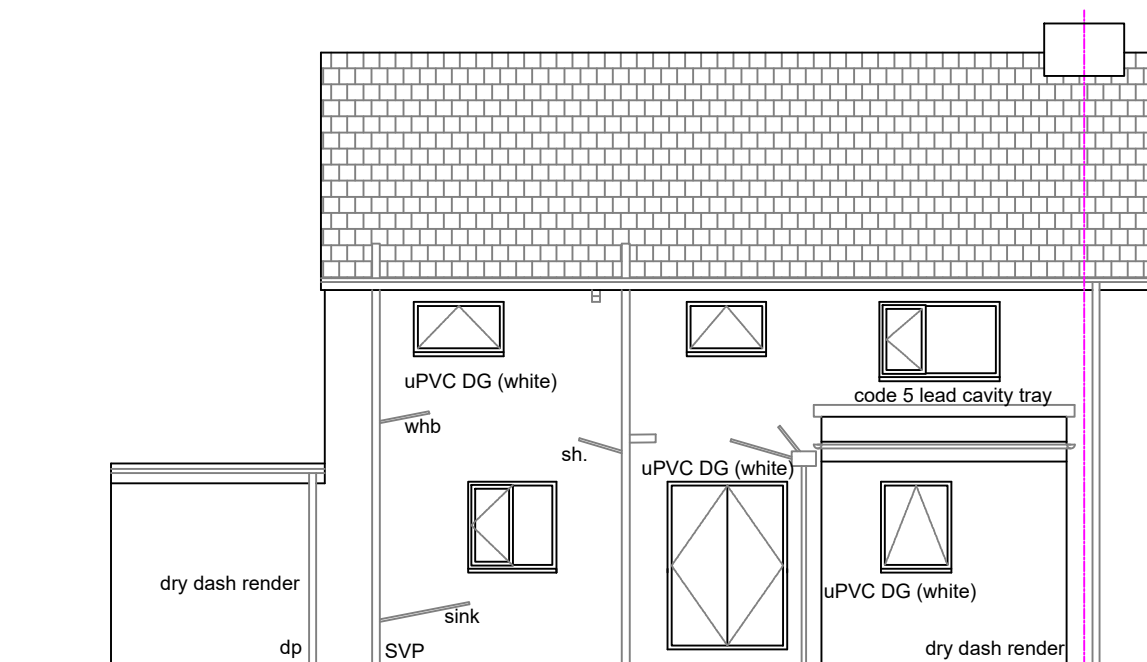 uPVC DG (white)
code 5 lead cavity tray
whb
sh.
uPVC DG (white)
dry dash render
uPVC DG (white)
sink
dp
SVP
dry dash render